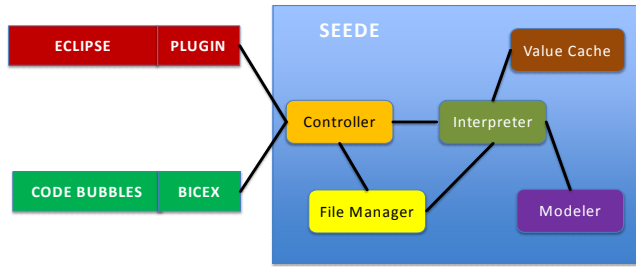 SEEDE
ECLIPSE PLUGIN
Value Cache
Controller
Interpreter
CODE BUBBLES BICEX
File Manager
Modeler